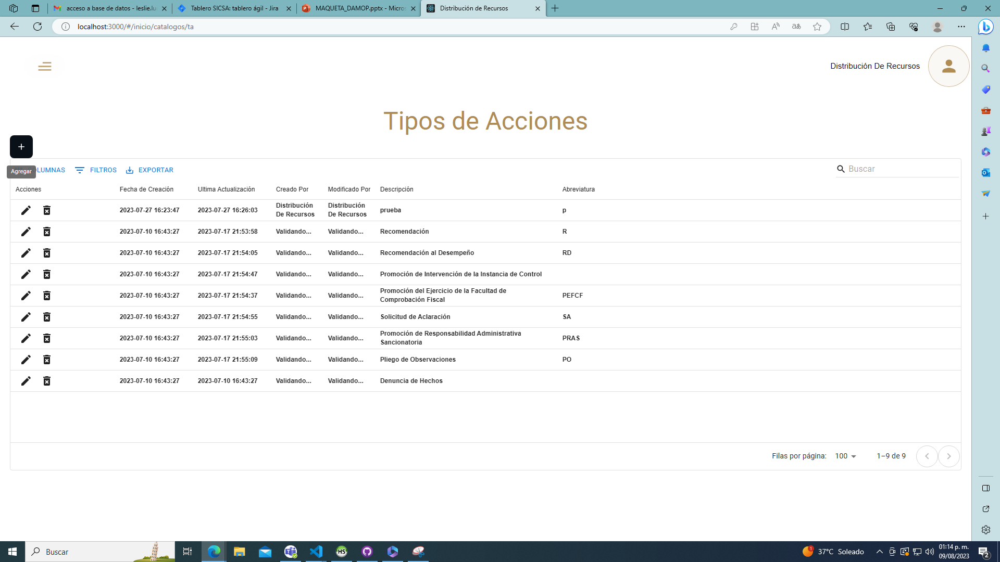 acceso a base de datos - leslie.lu
Tablero SICSA: tablero ágil - Jira
MAQUETA_DAMOP.pptx - Micros
Distribución de Recursos
localhost:3000/#/inicio/catalogos/ta
Distribución De Recursos
Tipos de Acciones
Agregar
LUMNAS FILTROS EXPORTAR Buscar
Acciones Fecha de Creación Ultima Actualización Creado Por Modificado Por Descripción Abreviatura
2023-07-27 16:23:47 2023-07-27 16:26:03 Distribución De Recursos Distribución De Recursos prueba p
2023-07-10 16:43:27 2023-07-17 21:53:58 Validando... Validando... Recomendación R
2023-07-10 16:43:27 2023-07-17 21:54:05 Validando... Validando... Recomendación al Desempeño RD
2023-07-10 16:43:27 2023-07-17 21:54:47 Validando... Validando... Promoción de Intervención de la Instancia de Control
2023-07-10 16:43:27 2023-07-17 21:54:37 Validando... Validando... Promoción del Ejercicio de la Facultad de Comprobación Fiscal PEFCF
2023-07-10 16:43:27 2023-07-17 21:54:55 Validando... Validando... Solicitud de Aclaración SA
2023-07-10 16:43:27 2023-07-17 21:55:03 Validando... Validando... Promoción de Responsabilidad Administrativa Sancionatoria PRAS
2023-07-10 16:43:27 2023-07-17 21:55:09 Validando... Validando... Pliego de Observaciones PO
2023-07-10 16:43:27 2023-07-10 16:43:27 Validando... Validando... Denuncia de Hechos
Filas por página: 100 1–9 de 9
Buscar
HS
1
37°C Soleado
01:14 p. m.
09/08/2023
2